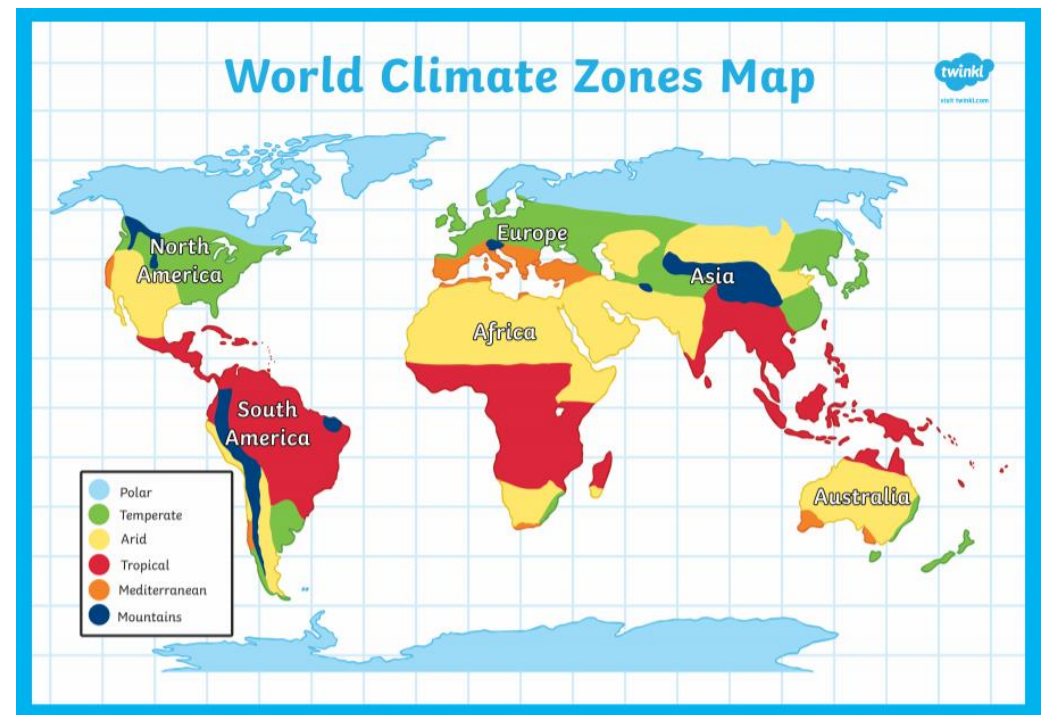 World Climate Zones Map
twinkl
visit twinkl.com
North
America
Europe
Asia
Africa
South
America
Australia
Polar
Temperate
Arid
Tropical
Mediterranean
Mountains